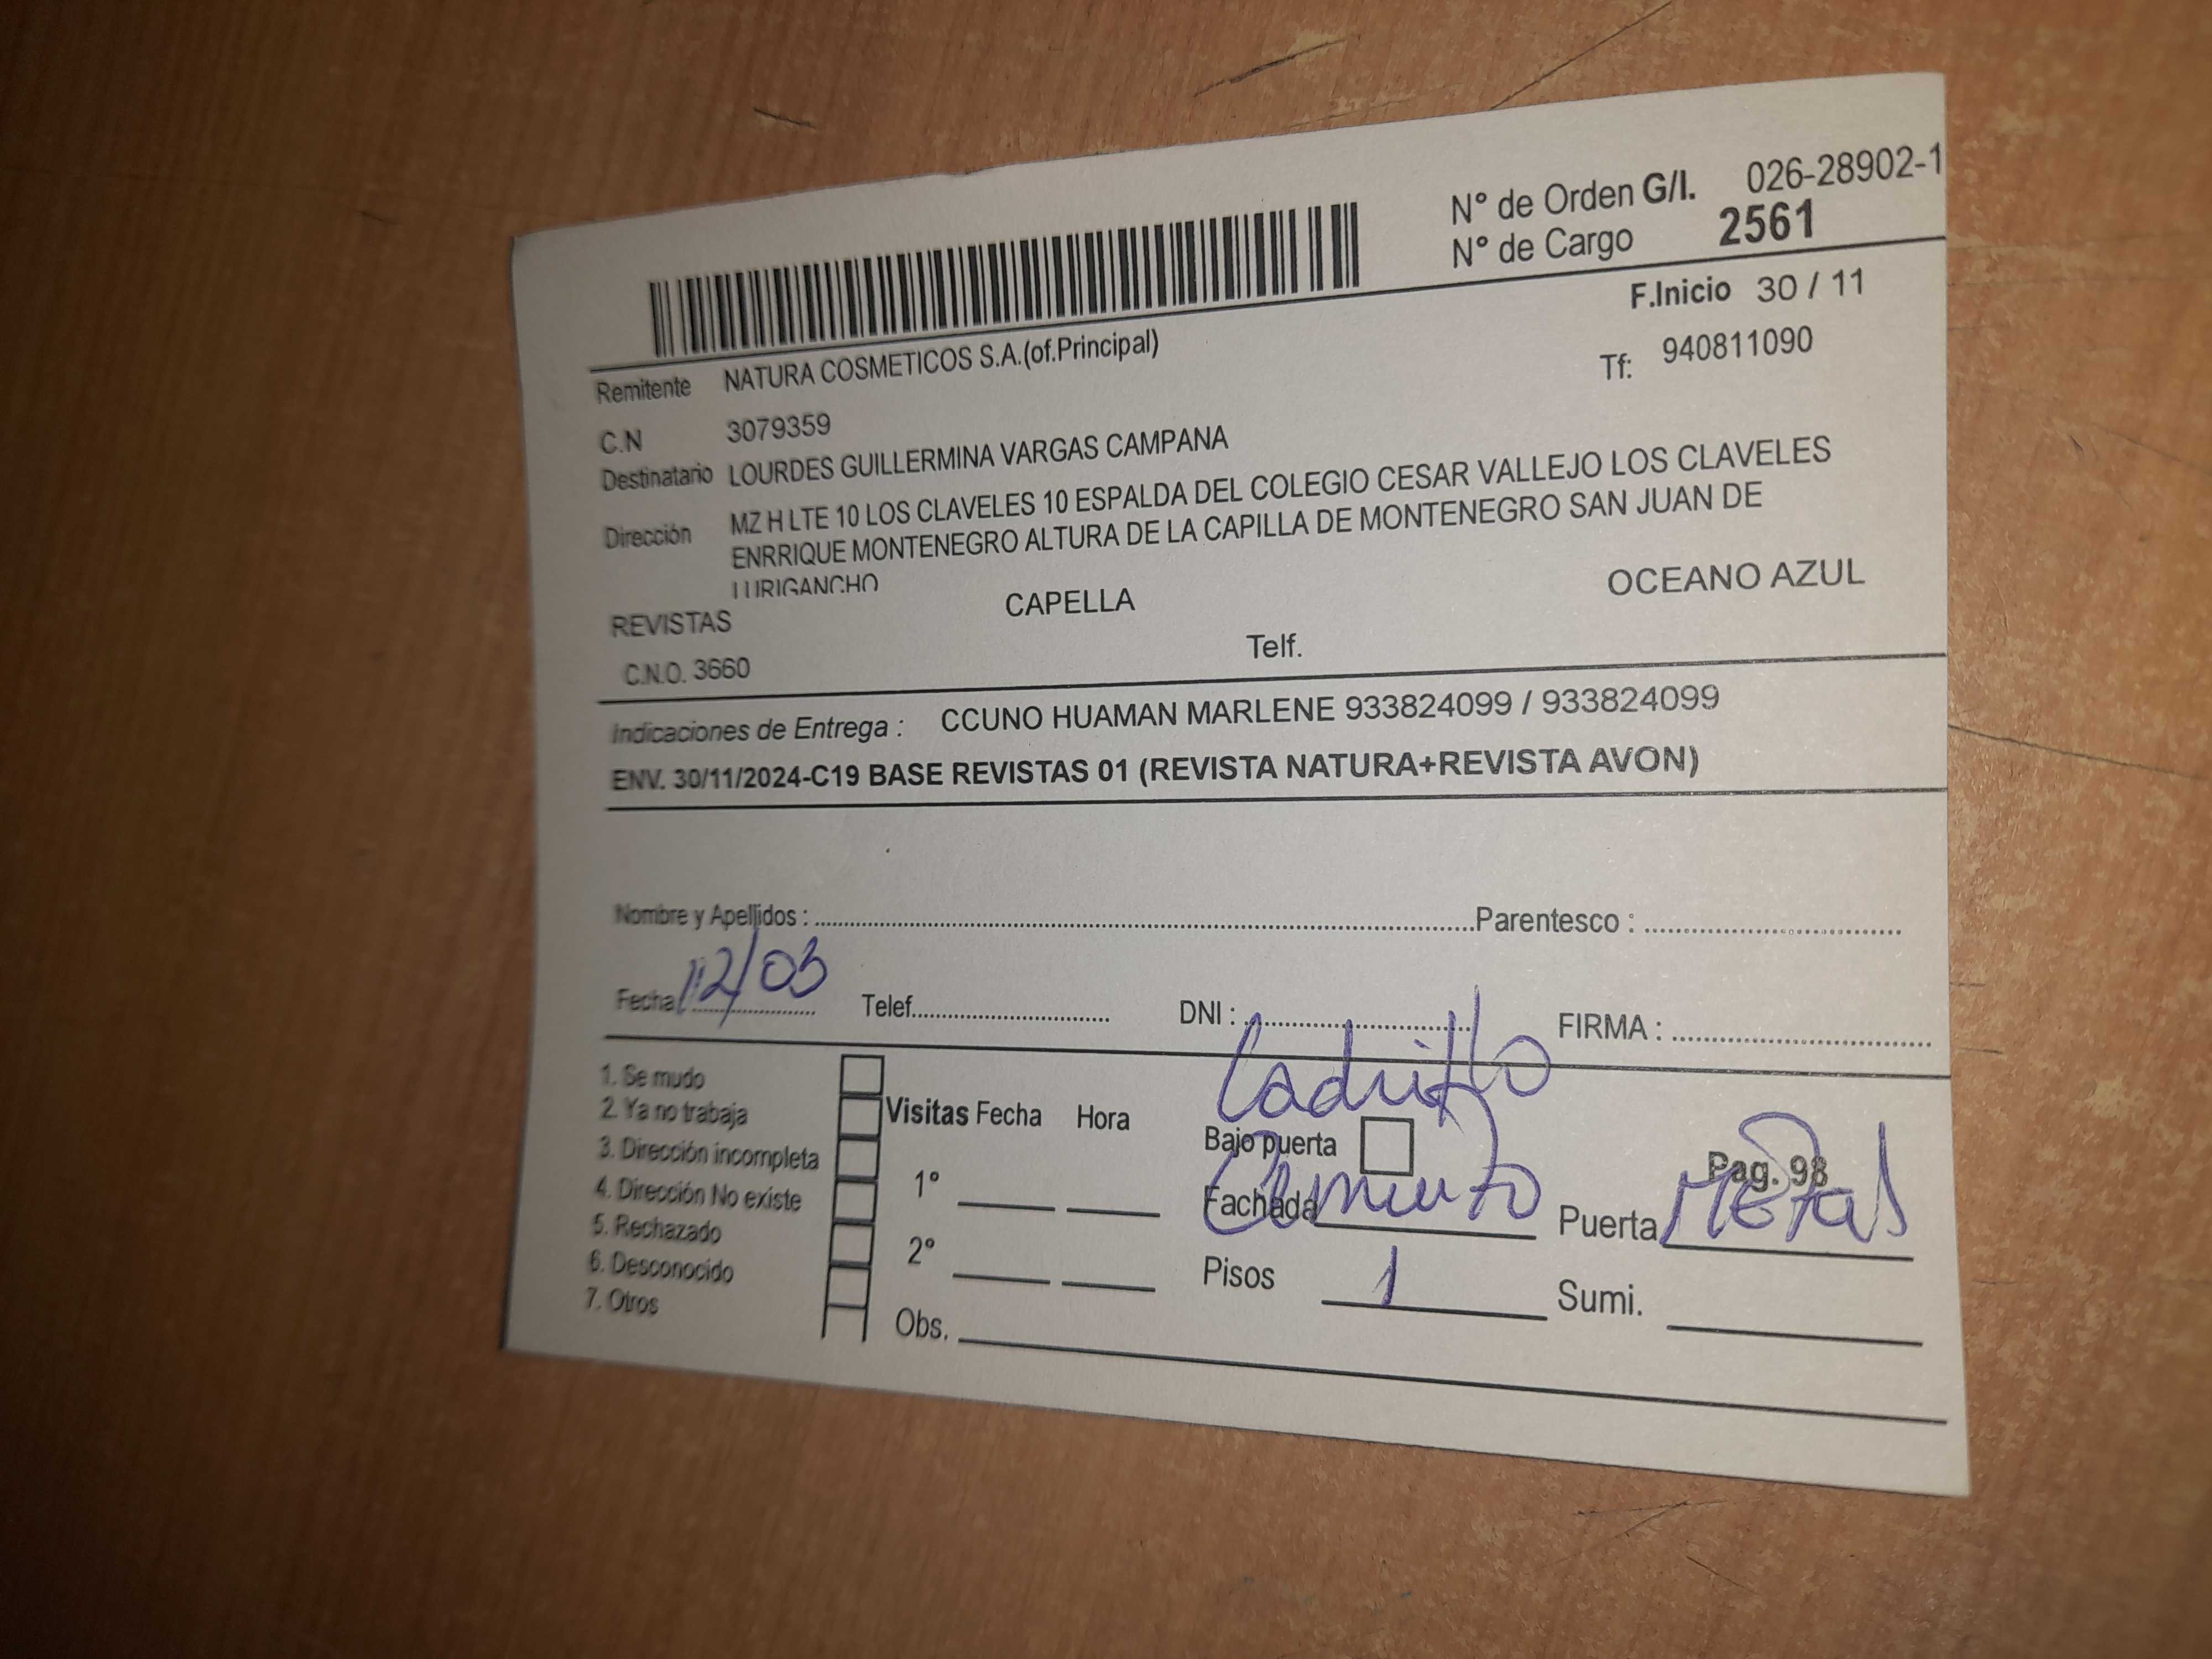 N° de Orden G/I. 026-28902-1
N° de Cargo 2561
F.Inicio 30 / 11
Remitente NATURA COSMETICOS S.A.(of.Principal)
Tf: 940811090
C.N 3079359
Destinatario LOURDES GUILLERMINA VARGAS CAMPANA
Dirección MZ H LTE 10 LOS CLAVELES 10 ESPALDA DEL COLEGIO CESAR VALLEJO LOS CLAVELES
ENRRIQUE MONTENEGRO ALTURA DE LA CAPILLA DE MONTENEGRO SAN JUAN DE
LURIGANCHO
REVISTAS CAPELLA OCEANO AZUL
C.N.O. 3660 Telf.
Indicaciones de Entrega : CCUNO HUAMAN MARLENE 933824099 / 933824099
ENV. 30/11/2024-C19 BASE REVISTAS 01 (REVISTA NATURA+REVISTA AVON)
Nombre y Apellidos : Parentesco :
Fecha 12/03 Telef. DNI : FIRMA :
Ladrillo
1. Se mudo
2. Ya no trabaja
3. Dirección incompleta
4. Dirección No existe
5. Rechazado
6. Desconocido
7. Otros
Visitas Fecha Hora
1°
2°
Obs.
Bajo puerta
Fachada Cemento
Pisos 1
Pag. 98
Puerta Metal
Sumi.